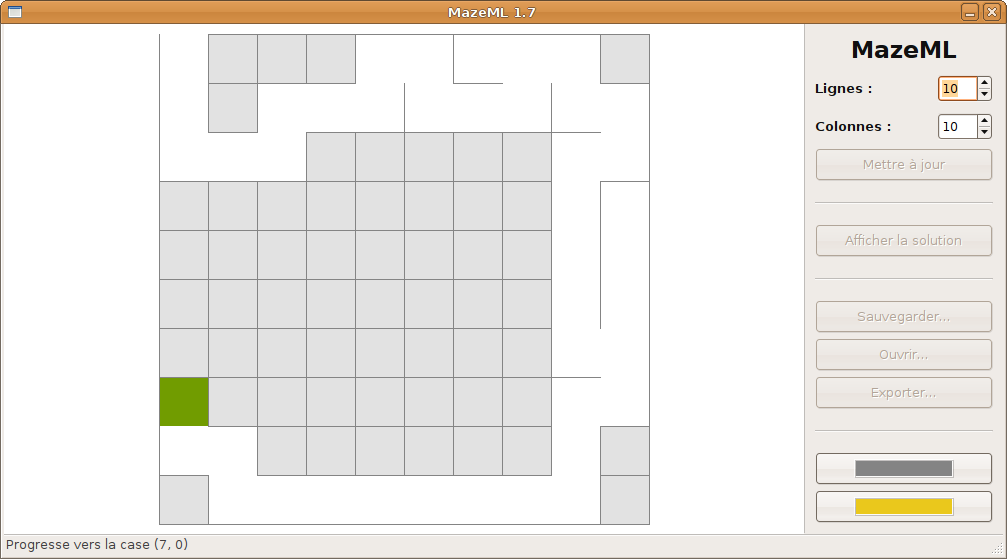 MazeML 1.7
MazeML
Lignes : 10
Colonnes : 10
Mettre à jour
Afficher la solution
Sauvegarder...
Ouvrir...
Exporter...
Progresse vers la case (7, 0)